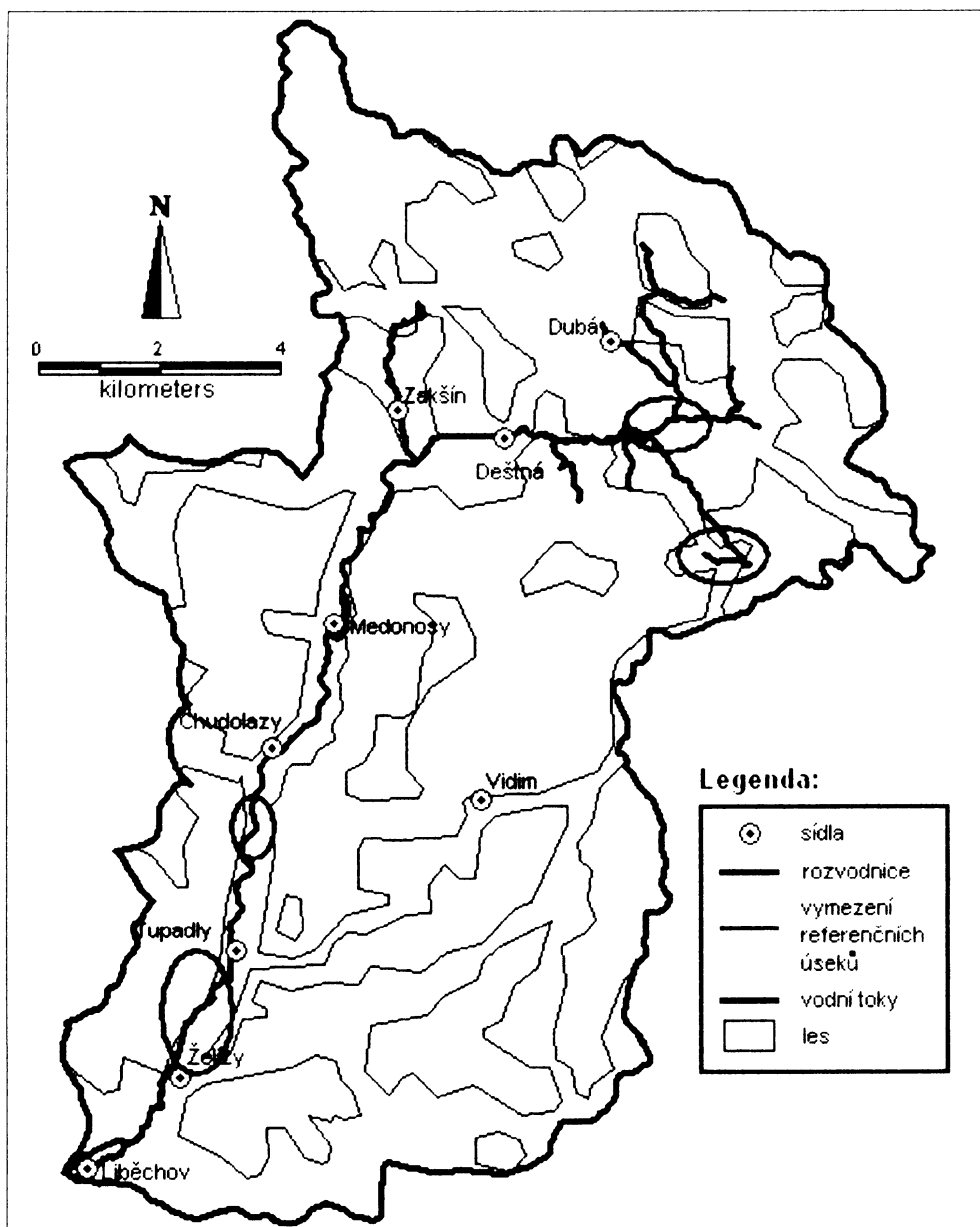 N
0 2 4
kilometers
Dubá
Zakšín
Deštná
Medonosy
Chudolazy
Vidim
Tupadly
Želízy
Liběchov
Legenda:
sídla
rozvodnice
vymezení
referenčních
úseků
vodní toky
les